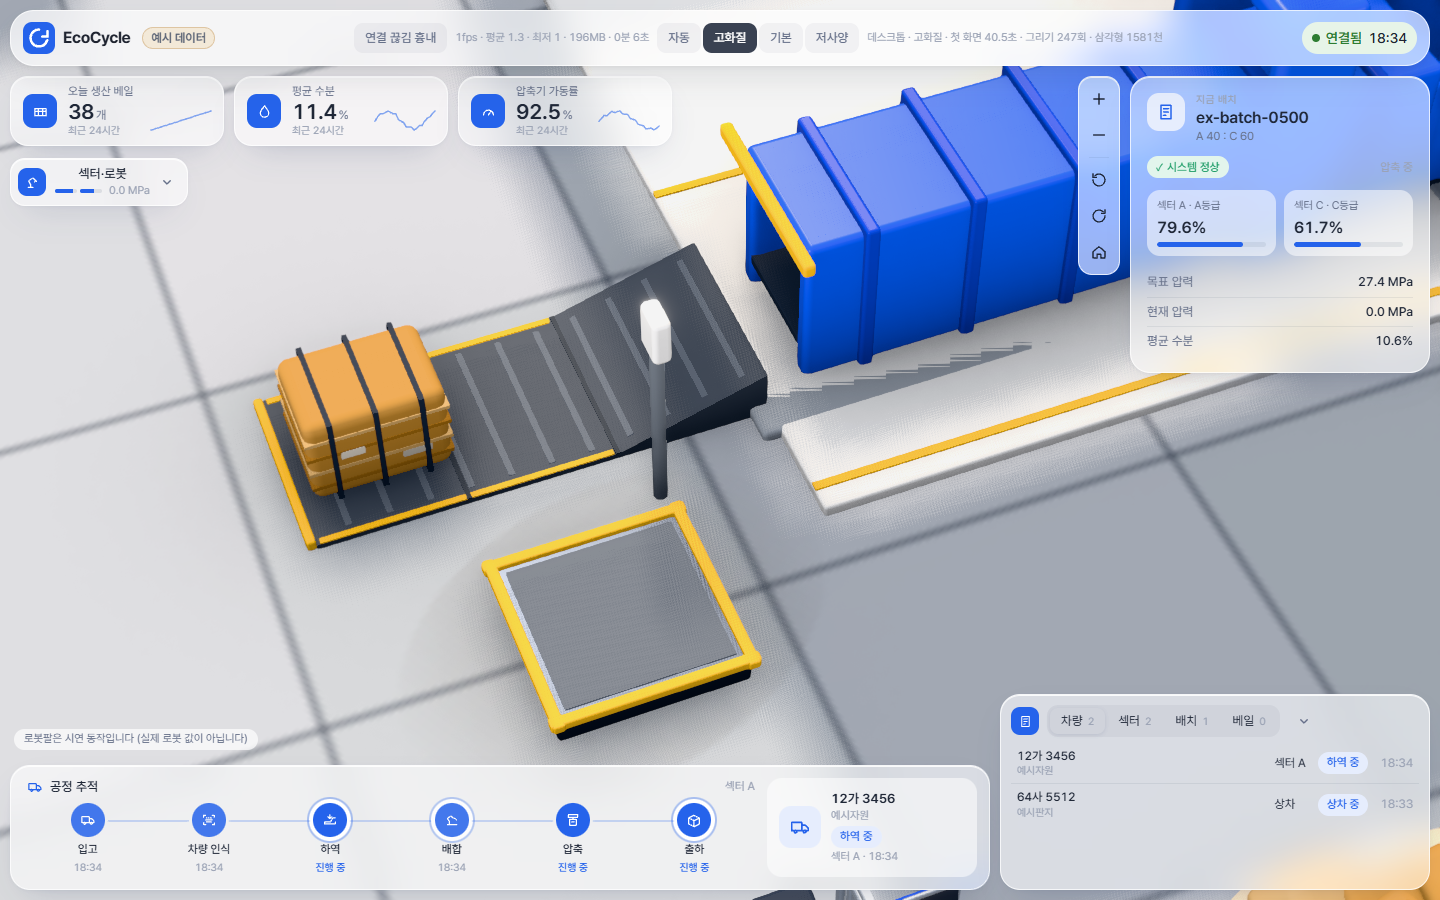 EcoCycle
예시 데이터
연결 끊김 흉내
1fps · 평균 1.3 · 최저 1 · 196MB · 0분 6초
자동
고화질
기본
저사양
데스크톱 · 고화질 · 첫 화면 40.5초 · 그리기 247회 · 삼각형 1581천
연결됨 18:34
오늘 생산 베일
38개
최근 24시간
평균 수분
11.4%
최근 24시간
압축기 가동률
92.5%
최근 24시간
섹터·로봇
0.0 MPa
지금 배치
ex-batch-0500
A 40 : C 60
✓ 시스템 정상
압축 중
섹터 A · A등급
79.6%
섹터 C · C등급
61.7%
목표 압력 27.4 MPa
현재 압력 0.0 MPa
평균 수분 10.6%
로봇팔은 시연 동작입니다 (실제 로봇 값이 아닙니다)
공정 추적
섹터 A
입고
18:34
차량 인식
18:34
하역
진행 중
배합
18:34
압축
진행 중
출하
진행 중
12가 3456
예시자원
하역 중
섹터 A · 18:34
차량 2
섹터 2
배치 1
베일 0
12가 3456
예시자원
섹터 A
하역 중
18:34
64사 5512
예시판지
상차
상차 중
18:33